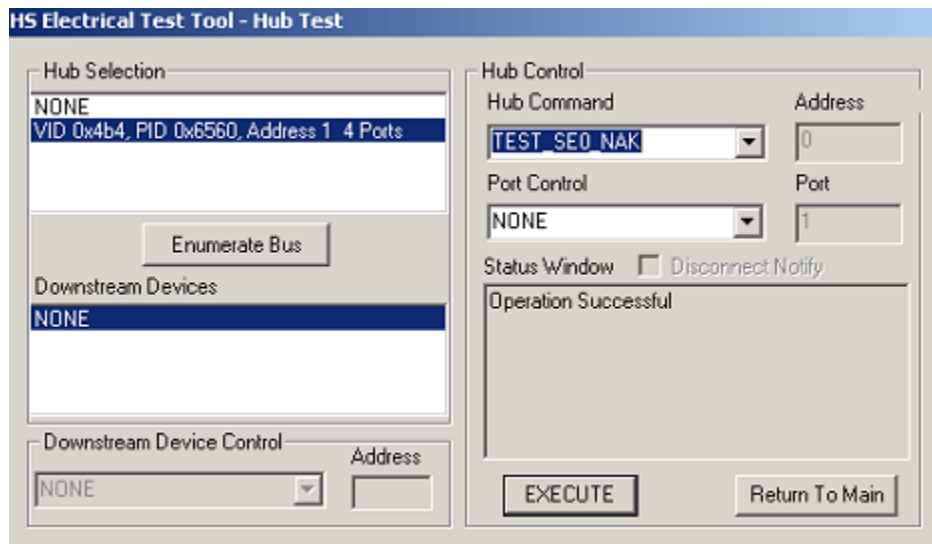 HS Electrical Test Tool - Hub Test
Hub Selection
NONE
VID 0x4b4, PID 0x6560, Address 1 4 Ports
Enumerate Bus
Downstream Devices
NONE
Downstream Device Control
Address
NONE
Hub Control
Hub Command
Address
TEST_SE0_NAK
0
Port Control
Port
NONE
1
Status Window
Disconnect Notify
Operation Successful
EXECUTE
Return To Main